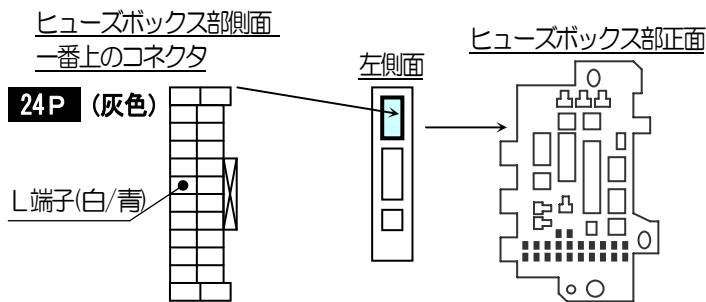 ヒューズボックス部側面
一番上のコネクタ
24P (灰色)
L端子(白/青)
左側面
ヒューズボックス部正面